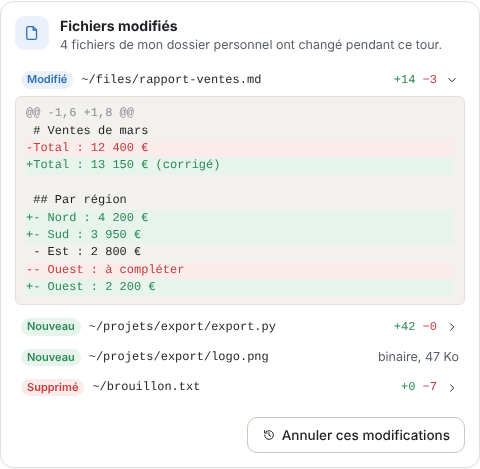 Fichiers modifiés
4 fichiers de mon dossier personnel ont changé pendant ce tour.
Modifié ~/files/rapport-ventes.md +14 −3
@@ -1,6 +1,8 @@
# Ventes de mars
-Total : 12 400 €
+Total : 13 150 € (corrigé)
## Par région
+- Nord : 4 200 €
+- Sud : 3 950 €
- Est : 2 800 €
-- Ouest : à compléter
+- Ouest : 2 200 €
Nouveau ~/projets/export/export.py +42 −0
Nouveau ~/projets/export/logo.png binaire, 47 Ko
Supprimé ~/brouillon.txt +0 −7
Annuler ces modifications